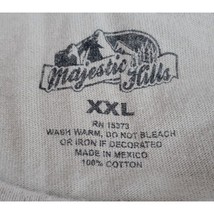 Majestic Hills
XXL
RN 15373
WASH WARM, DO NOT BLEACH
OR IRON IF DECORATED
MADE IN MEXICO
100% COTTON